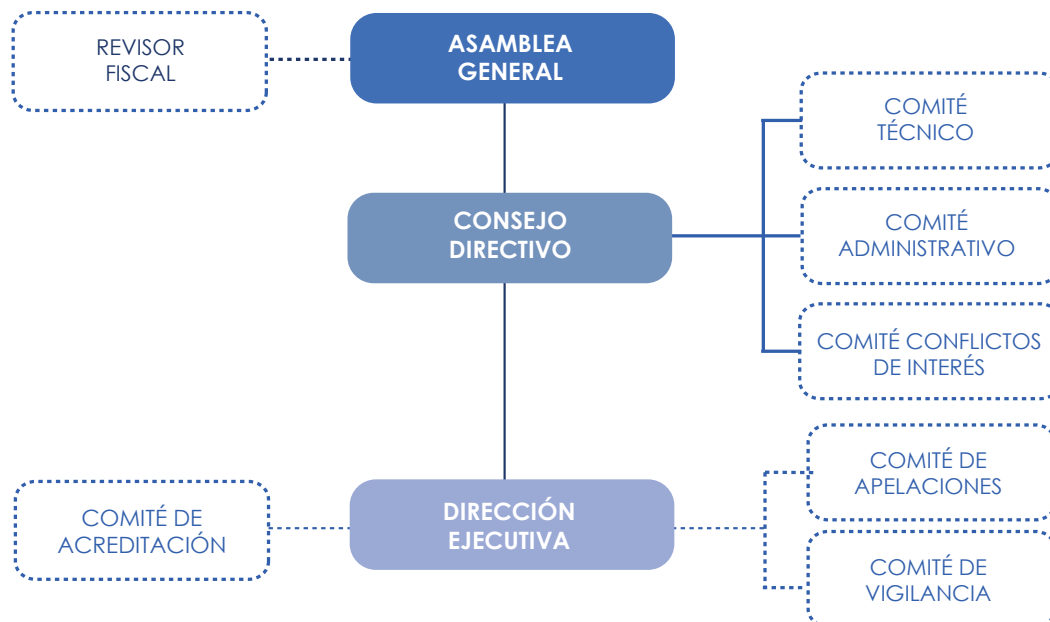 REVISOR
FISCAL
ASAMBLEA
GENERAL
COMITÉ
TÉCNICO
CONSEJO
DIRECTIVO
COMITÉ
ADMINISTRATIVO
COMITÉ CONFLICTOS
DE INTERÉS
COMITÉ DE
APELACIONES
COMITÉ DE
ACREDITACIÓN
DIRECCIÓN
EJECUTIVA
COMITÉ DE
VIGILANCIA